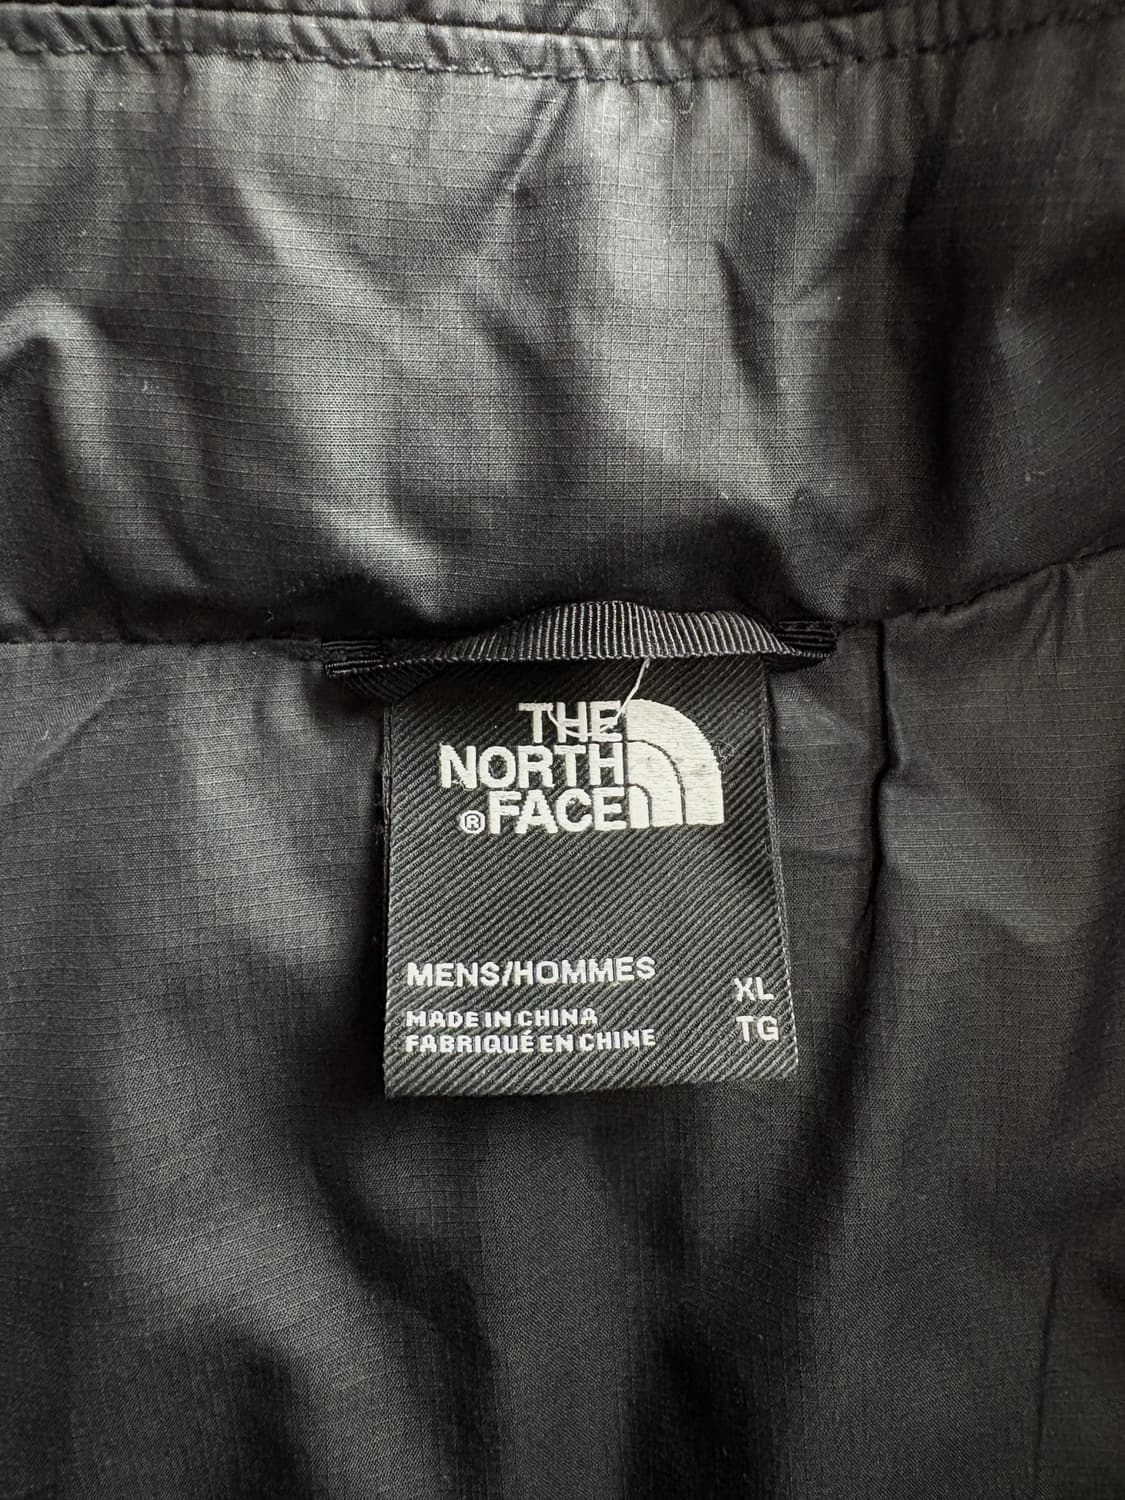 THE
NORTH
®FACE
MENS/HOMMES
XL
MADE IN CHINA
TG
FABRIQUÉ EN CHINE